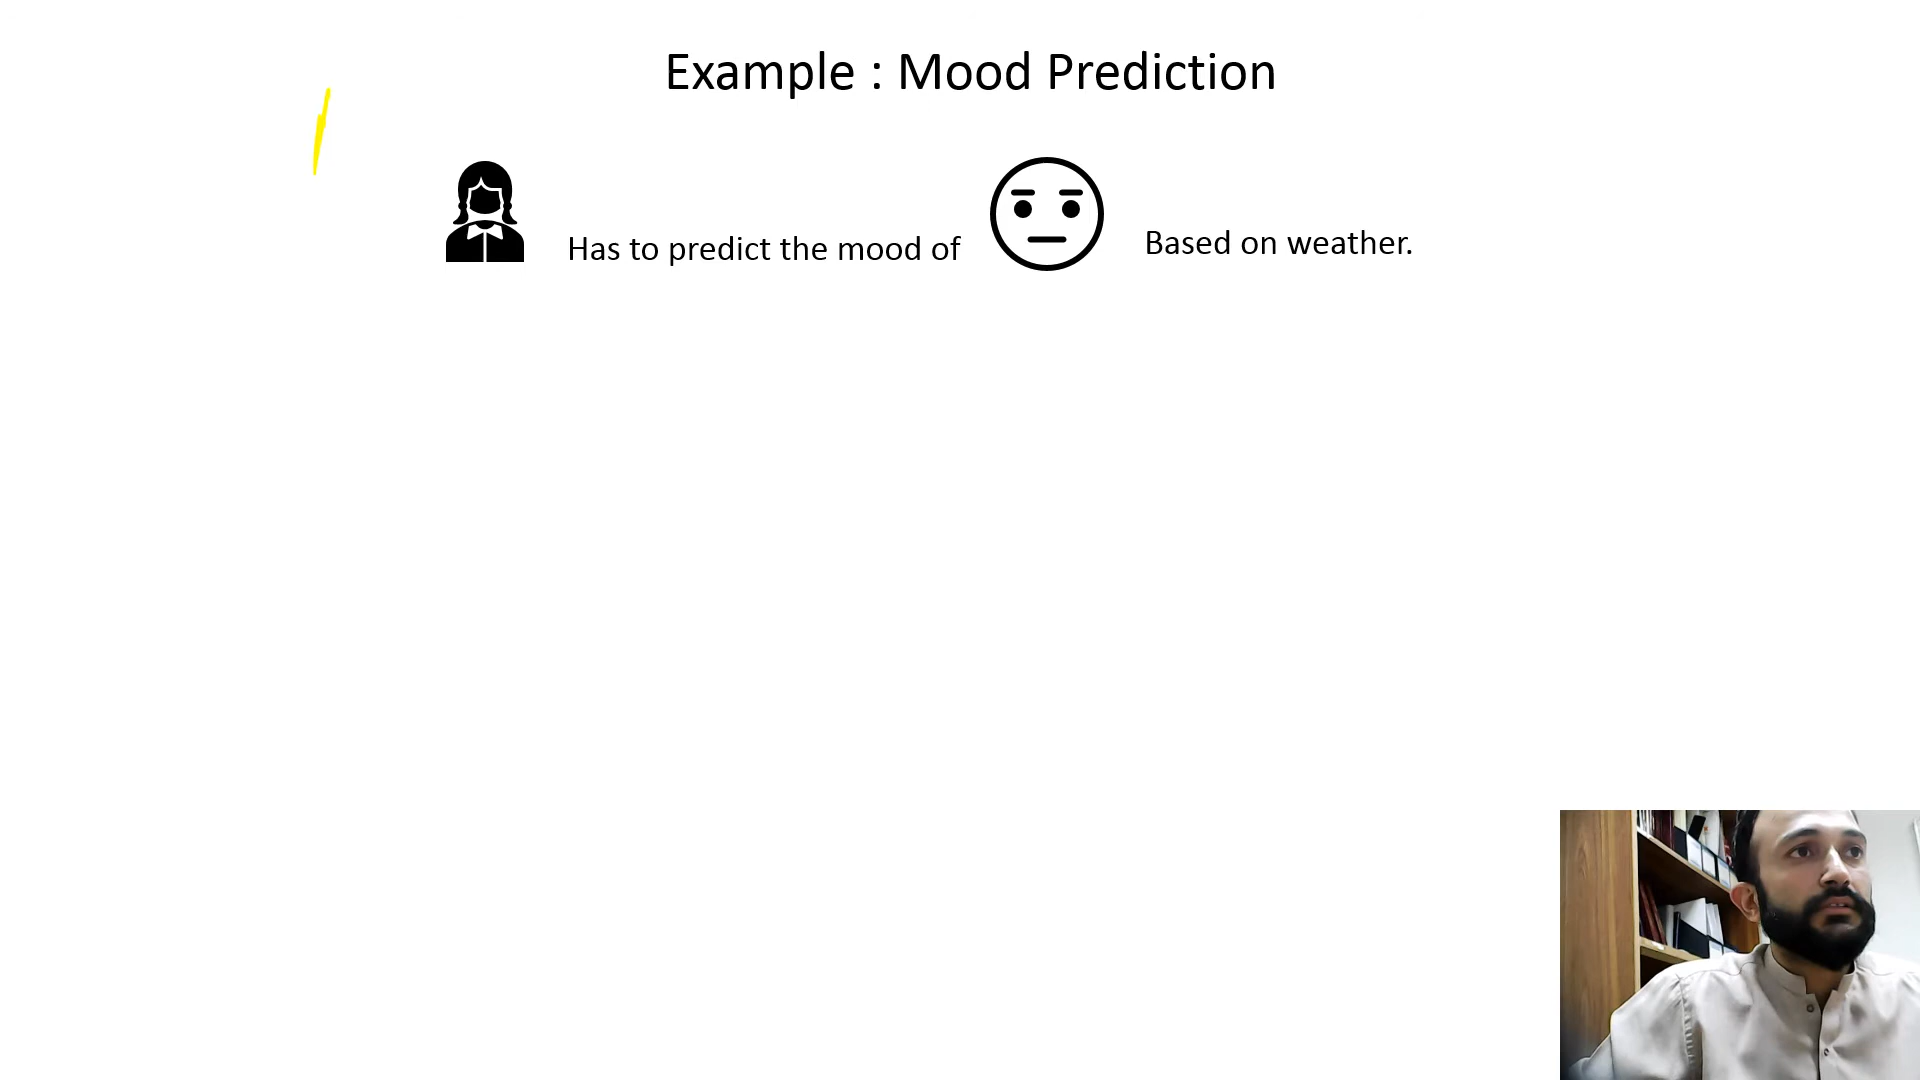 Example : Mood Prediction
Has to predict the mood of
Based on weather.